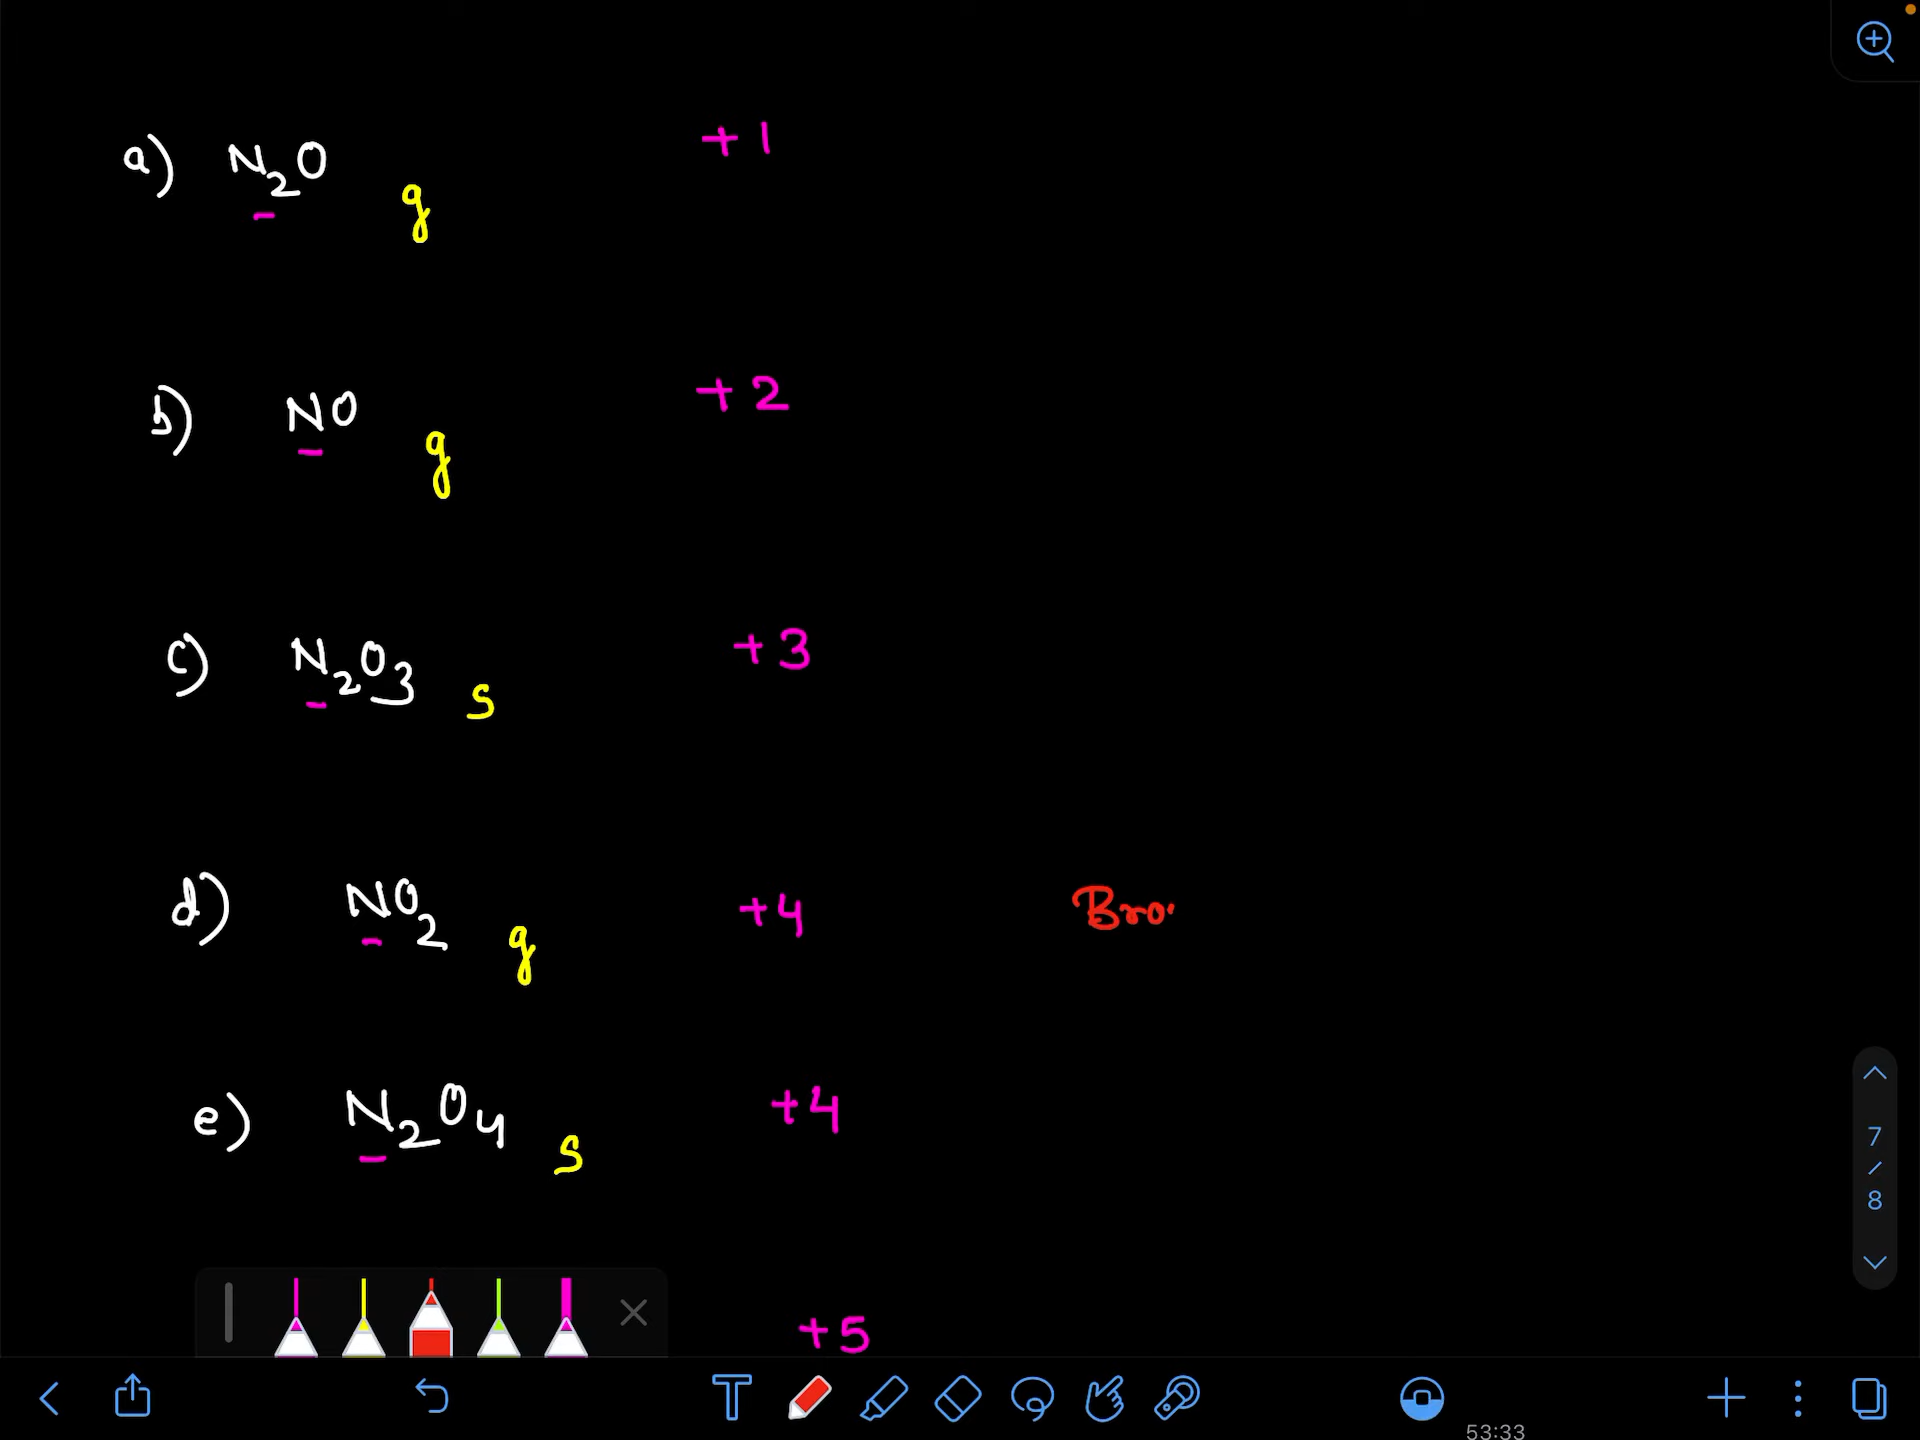 a) N₂O g +1
b) NO g +2
c) N₂O₃ s +3
d) NO₂ g +4 Bro
e) N₂O₄ s +4
+5
7
/
8
T
53:33